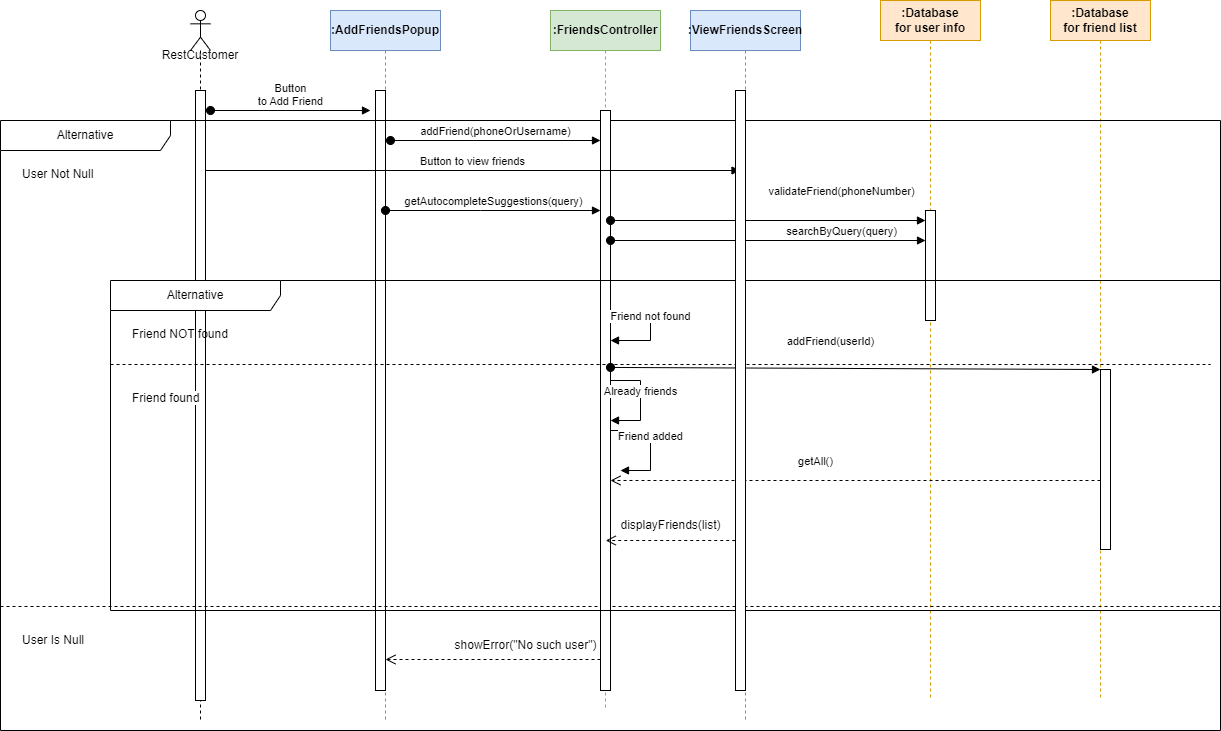 :Database
for user info
:Database
for friend list
:AddFriendsPopup
:FriendsController
:ViewFriendsScreen
RestCustomer
Button
to Add Friend
Alternative
addFriend(phoneOrUsername)
Button to view friends
User Not Null
validateFriend(phoneNumber)
getAutocompleteSuggestions(query)
searchByQuery(query)
Alternative
Friend not found
Friend NOT found
addFriend(userId)
Already friends
Friend found
Friend added
getAll()
displayFriends(list)
User Is Null
showError("No such user")